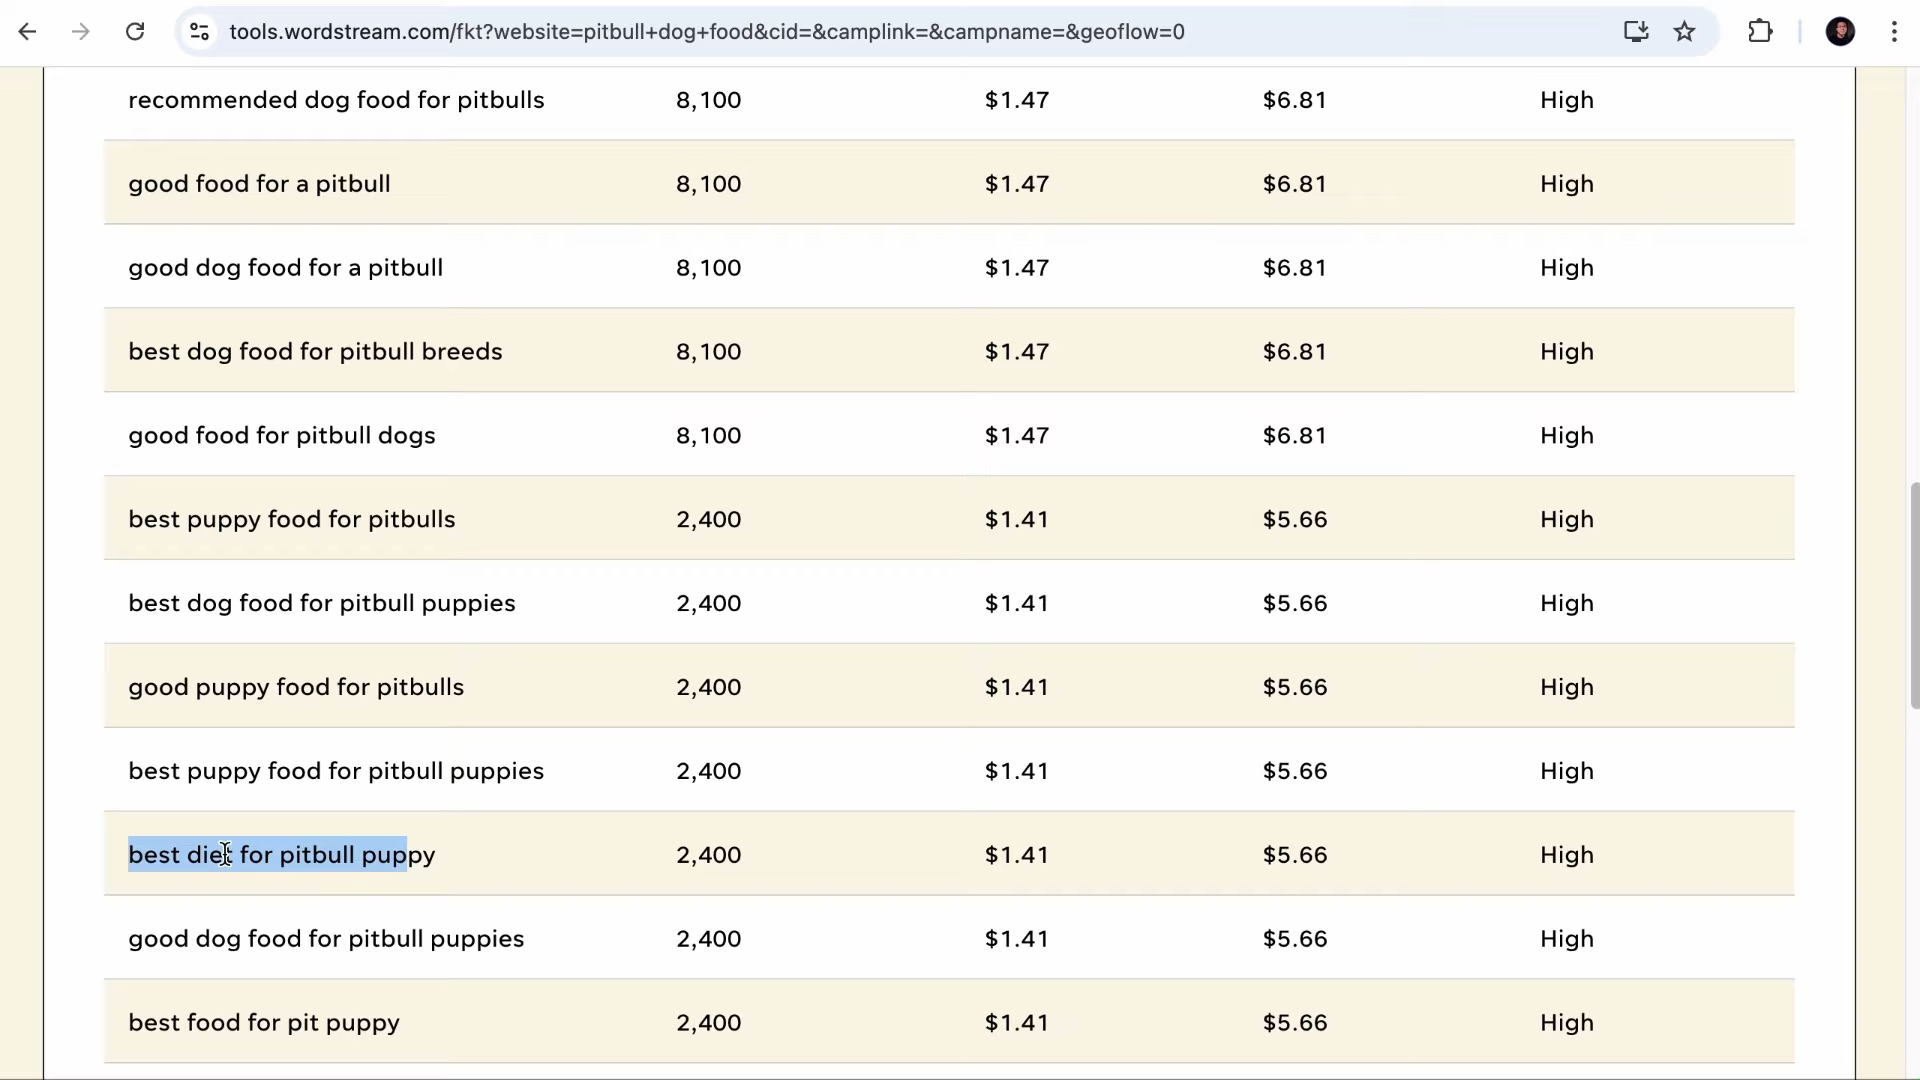 tools.wordstream.com/fkt?website=pitbull+dog+food&cid=&camplink=&campname=&geoflow=0
recommended dog food for pitbulls 8,100 $1.47 $6.81 High
good food for a pitbull 8,100 $1.47 $6.81 High
good dog food for a pitbull 8,100 $1.47 $6.81 High
best dog food for pitbull breeds 8,100 $1.47 $6.81 High
good food for pitbull dogs 8,100 $1.47 $6.81 High
best puppy food for pitbulls 2,400 $1.41 $5.66 High
best dog food for pitbull puppies 2,400 $1.41 $5.66 High
good puppy food for pitbulls 2,400 $1.41 $5.66 High
best puppy food for pitbull puppies 2,400 $1.41 $5.66 High
best diet for pitbull puppy 2,400 $1.41 $5.66 High
good dog food for pitbull puppies 2,400 $1.41 $5.66 High
best food for pit puppy 2,400 $1.41 $5.66 High